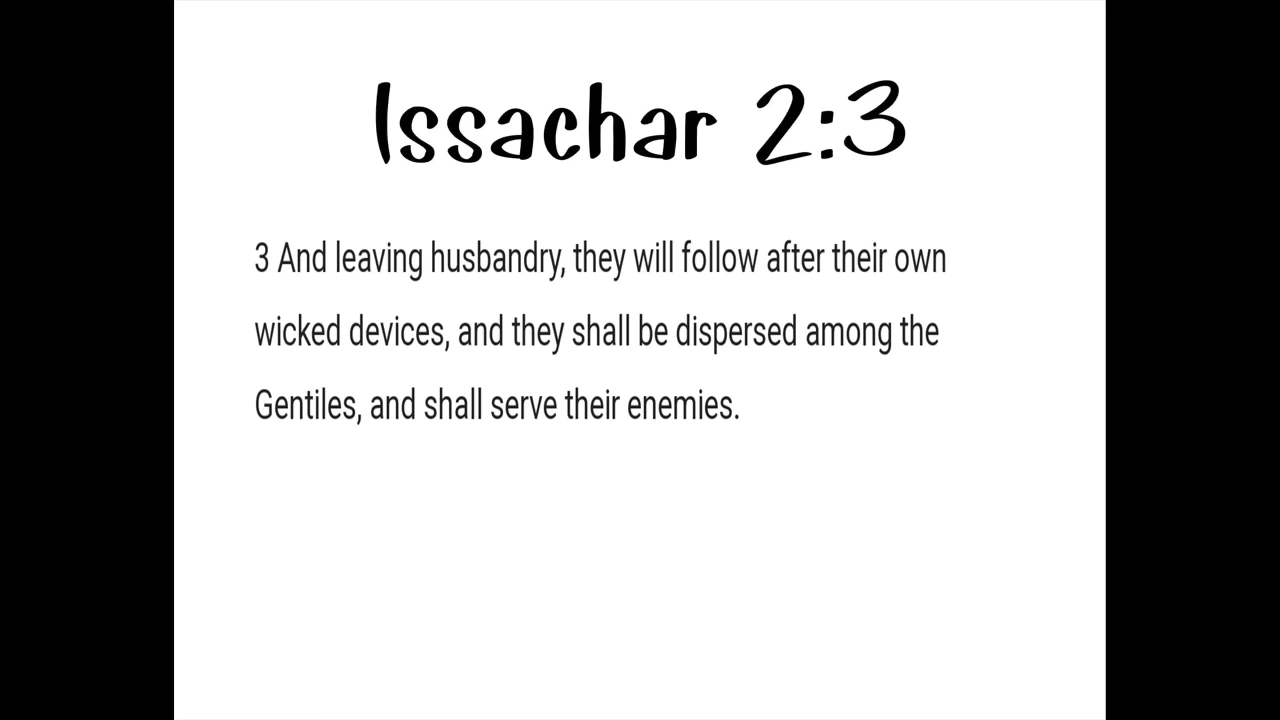 Issachar 2:3
3 And leaving husbandry, they will follow after their own
wicked devices, and they shall be dispersed among the
Gentiles, and shall serve their enemies.